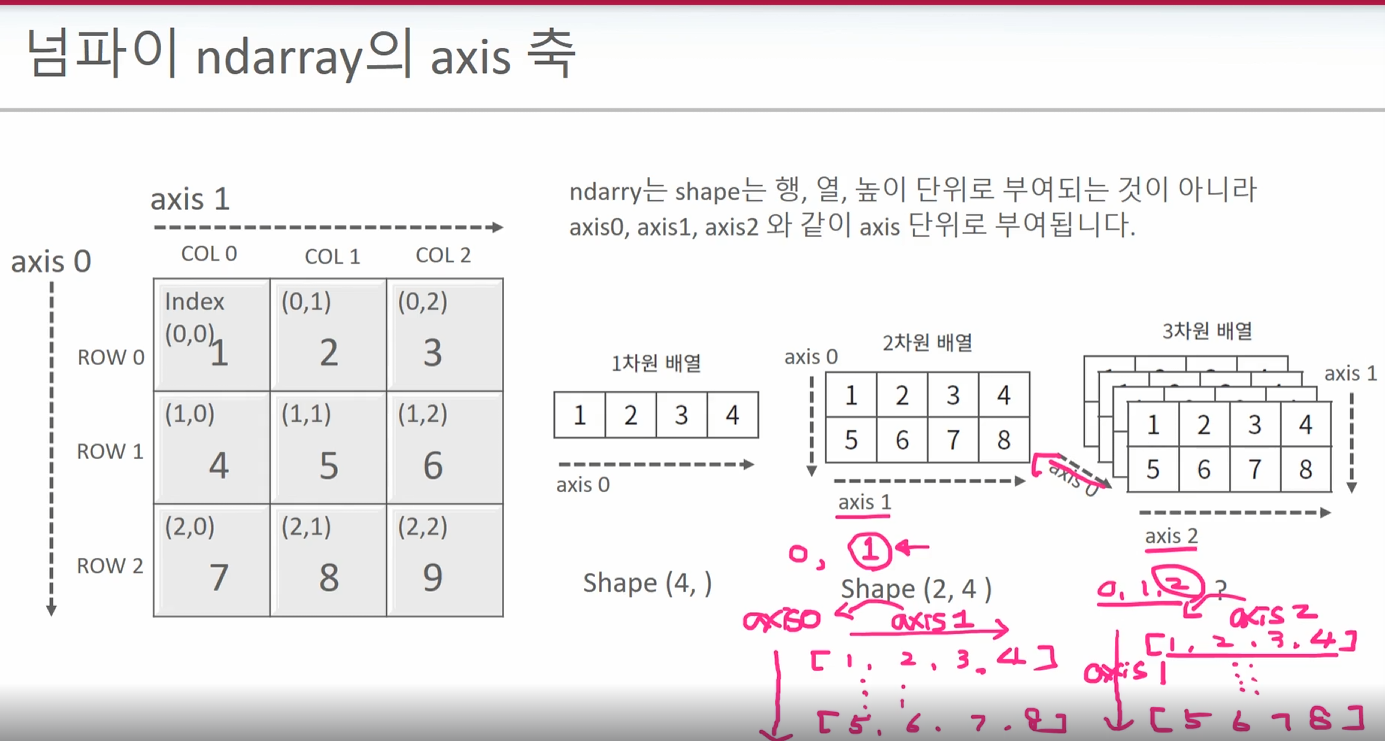 넘파이 ndarray의 axis 축
ndarry는 shape는 행, 열, 높이 단위로 부여되는 것이 아니라
axis0, axis1, axis2 와 같이 axis 단위로 부여됩니다.
axis 1
axis 0
COL 0 COL 1 COL 2
Index (0,1) (0,2)
(0,0)
ROW 0 1 2 3
(1,0) (1,1) (1,2)
ROW 1 4 5 6
(2,0) (2,1) (2,2)
ROW 2 7 8 9
1차원 배열
1 2 3 4
axis 0
Shape (4, )
2차원 배열
axis 0
1 2 3 4
5 6 7 8
axis 1
0, 1
Shape (2, 4 )
axis0 axis1
[1, 2, 3, 4]
[5, 6, 7, 8]
3차원 배열
axis 1
1 2 3 4
5 6 7 8
axis 0
axis 2
0, 1, 2 ?
axis2
[1, 2, 3, 4]
axis1
[5 6 7 8]